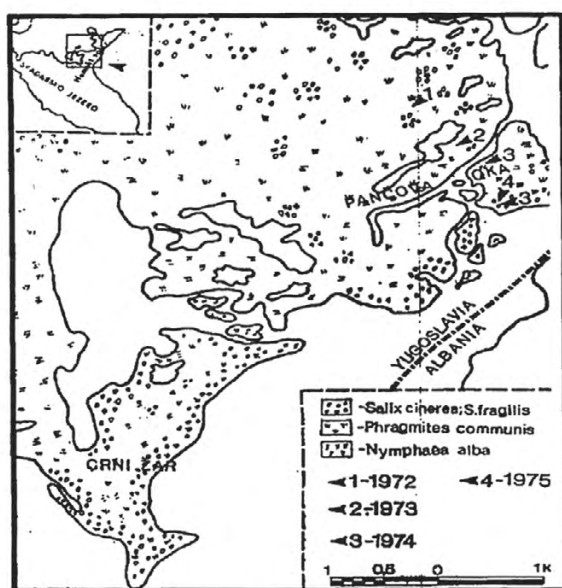 SKADARSKO JEZERO
1
2
PANČOVA
OKA
3
4
3
YUGOSLAVIA
ALBANIA
CRNI ŽAR
-Salix cinerea;S.fragilis
-Phragmites communis
-Nymphaea alba
1-1972
4-1975
2-1973
3-1974
1 0,5 0 1K